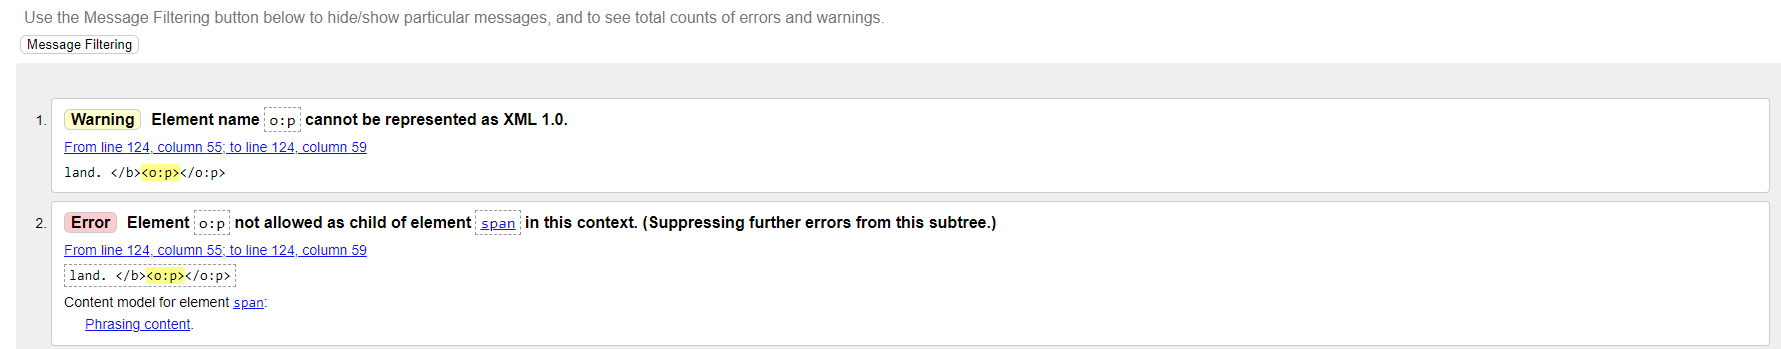 Use the Message Filtering button below to hide/show particular messages, and to see total counts of errors and warnings.
Message Filtering
1. Warning Element name o:p cannot be represented as XML 1.0.
From line 124, column 55; to line 124, column 59
land. </b><o:p></o:p>
2. Error Element o:p not allowed as child of element span in this context. (Suppressing further errors from this subtree.)
From line 124, column 55; to line 124, column 59
land. </b><o:p></o:p>
Content model for element span:
Phrasing content.